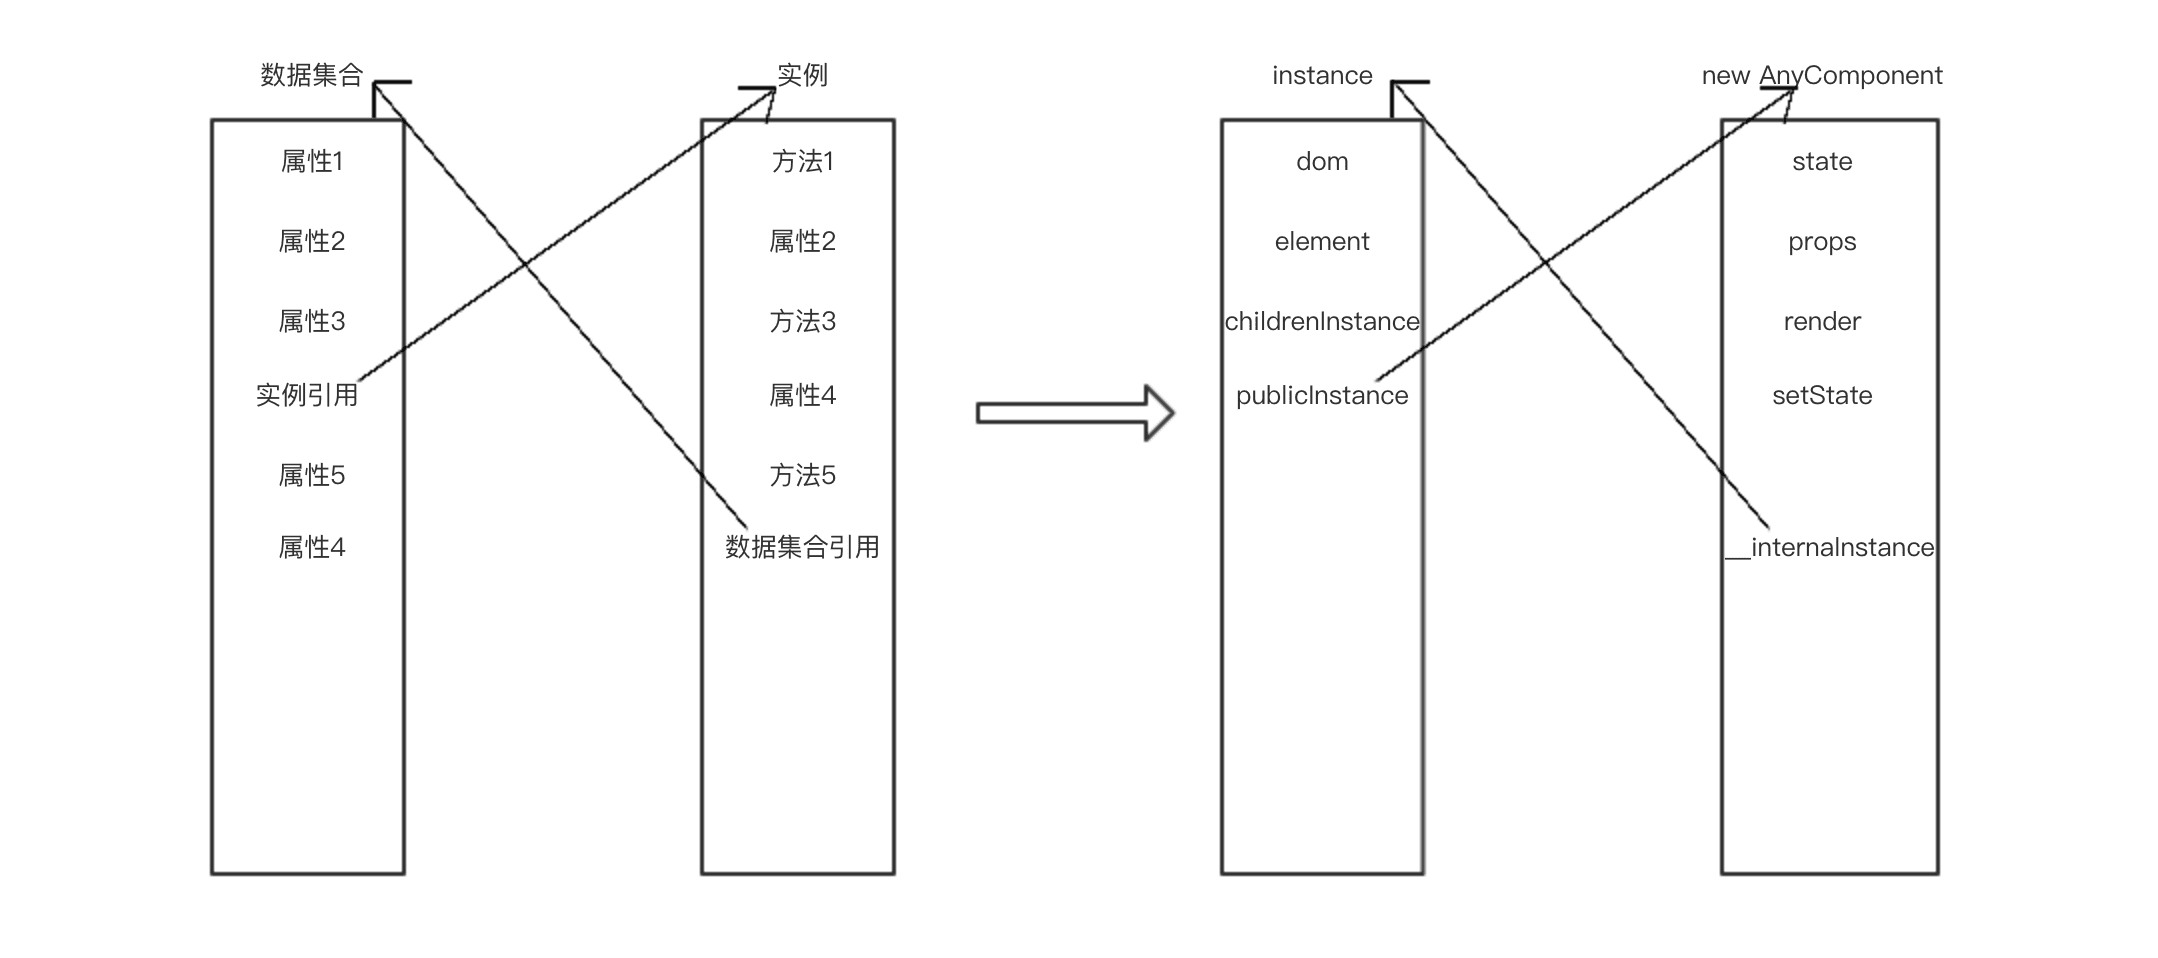 数据集合
属性1
属性2
属性3
实例引用
属性5
属性4
实例
方法1
属性2
方法3
属性4
方法5
数据集合引用
instance
dom
element
childrenInstance
publicInstance
new AnyComponent
state
props
render
setState
__internalnstance